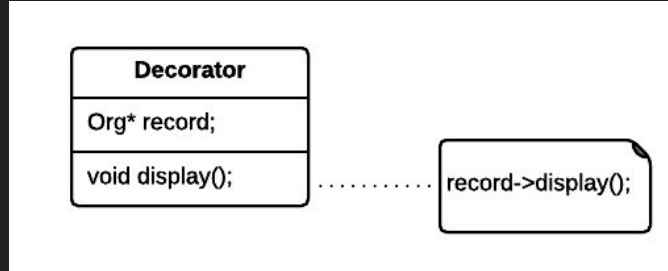 Decorator
Org* record;
void display();
record->display();